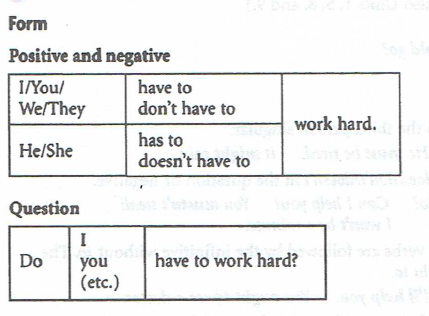 Form
Positive and negative
I/You/ have to
We/They don't have to
work hard.
He/She has to
doesn't have to
Question
Do I have to work hard?
you
(etc.)